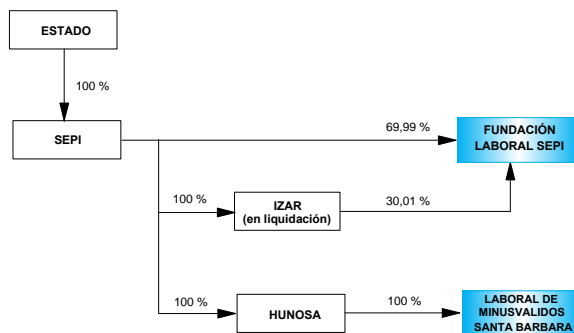 ESTADO
100 %
SEPI
69,99 %
FUNDACIÓN
LABORAL SEPI
100 %
IZAR
(en liquidación)
30,01 %
100 %
HUNOSA
100 %
LABORAL DE
MINUSVALIDOS
SANTA BARBARA